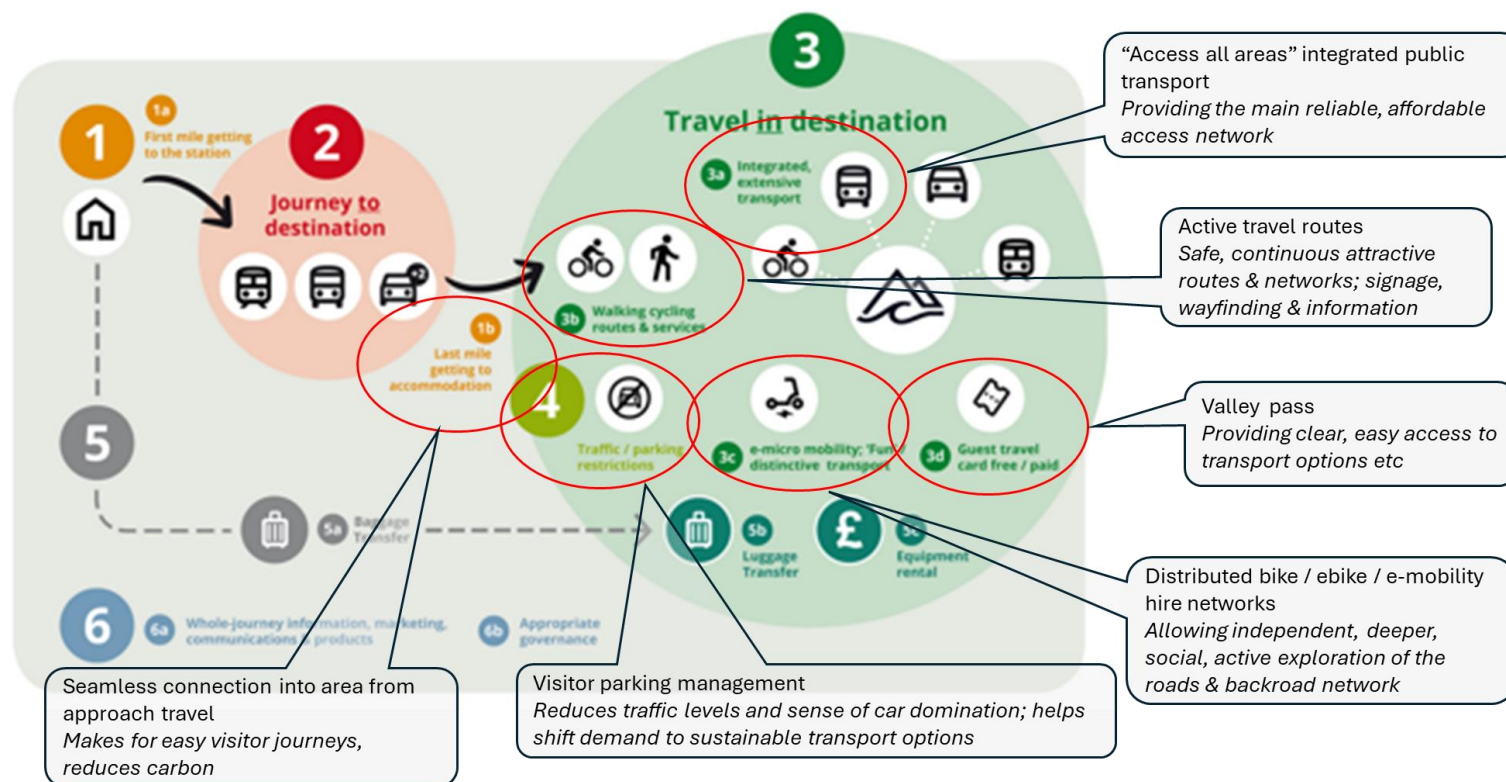 1
1a
First mile getting
to the station
2
Journey to
destination
3
Travel in destination
3a
Integrated,
extensive
transport
3b
Walking cycling
routes & services
1b
Last mile
getting to
accommodation
4
Traffic / parking
restrictions
3c
e-micro mobility; 'Fun' /
distinctive transport
3d
Guest travel
card free / paid
5
5a
Baggage
Transfer
5b
Luggage
Transfer
£
5c
Equipment
rental
6
6a
Whole-journey information, marketing,
communications & products
6b
Appropriate
governance
“Access all areas” integrated public
transport
Providing the main reliable, affordable
access network
Active travel routes
Safe, continuous attractive
routes & networks; signage,
wayfinding & information
Valley pass
Providing clear, easy access to
transport options etc
Distributed bike / ebike / e-mobility
hire networks
Allowing independent, deeper,
social, active exploration of the
roads & backroad network
Seamless connection into area from
approach travel
Makes for easy visitor journeys,
reduces carbon
Visitor parking management
Reduces traffic levels and sense of car domination; helps
shift demand to sustainable transport options